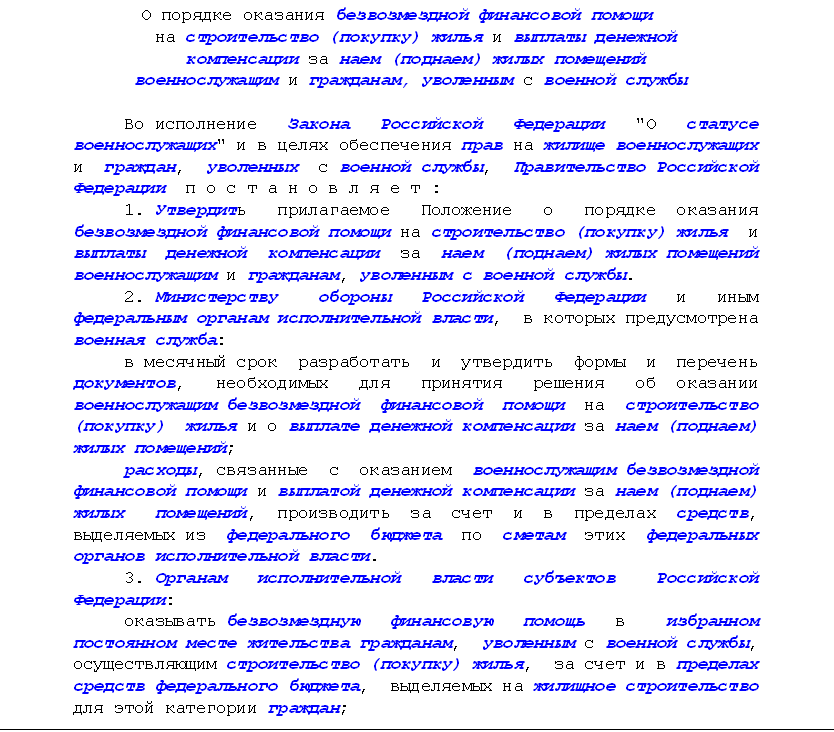 О порядке оказания безвозмездной финансовой помощи
на строительство (покупку) жилья и выплаты денежной
компенсации за наем (поднаем) жилых помещений
военнослужащим и гражданам, уволенным с военной службы
Во исполнение Закона Российской Федерации "О статусе
военнослужащих" и в целях обеспечения прав на жилище военнослужащих
и граждан, уволенных с военной службы, Правительство Российской
Федерации п о с т а н о в л я е т :
1. Утвердить прилагаемое Положение о порядке оказания
безвозмездной финансовой помощи на строительство (покупку) жилья и
выплаты денежной компенсации за наем (поднаем) жилых помещений
военнослужащим и гражданам, уволенным с военной службы.
2. Министерству обороны Российской Федерации и иным
федеральным органам исполнительной власти, в которых предусмотрена
военная служба:
в месячный срок разработать и утвердить формы и перечень
документов, необходимых для принятия решения об оказании
военнослужащим безвозмездной финансовой помощи на строительство
(покупку) жилья и о выплате денежной компенсации за наем (поднаем)
жилых помещений;
расходы, связанные с оказанием военнослужащим безвозмездной
финансовой помощи и выплатой денежной компенсации за наем (поднаем)
жилых помещений, производить за счет и в пределах средств,
выделяемых из федерального бюджета по сметам этих федеральных
органов исполнительной власти.
3. Органам исполнительной власти субъектов Российской
Федерации:
оказывать безвозмездную финансовую помощь в избранном
постоянном месте жительства гражданам, уволенным с военной службы,
осуществляющим строительство (покупку) жилья, за счет и в пределах
средств федерального бюджета, выделяемых на жилищное строительство
для этой категории граждан;